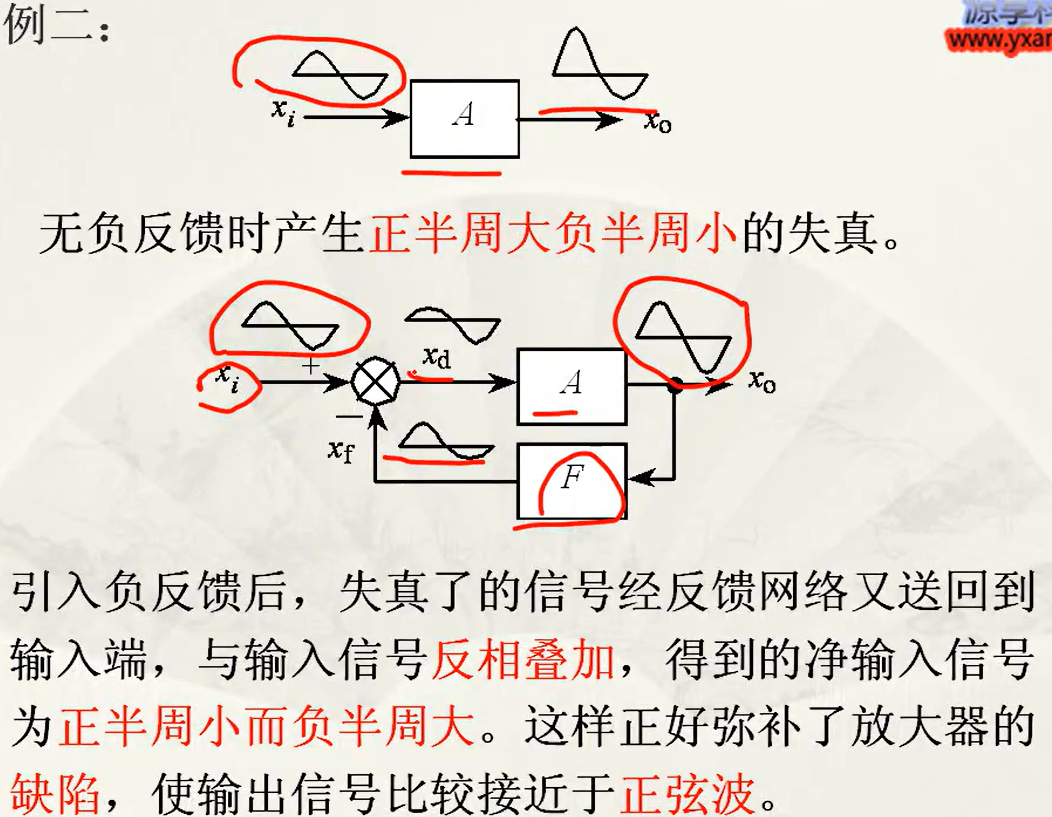 例二：
源学科
www.yxar
x_i A x_o
无负反馈时产生正半周大负半周小的失真。
x_i + x_d A x_o
−
x_f F
引入负反馈后，失真了的信号经反馈网络又送回到
输入端，与输入信号反相叠加，得到的净输入信号
为正半周小而负半周大。这样正好弥补了放大器的
缺陷，使输出信号比较接近于正弦波。